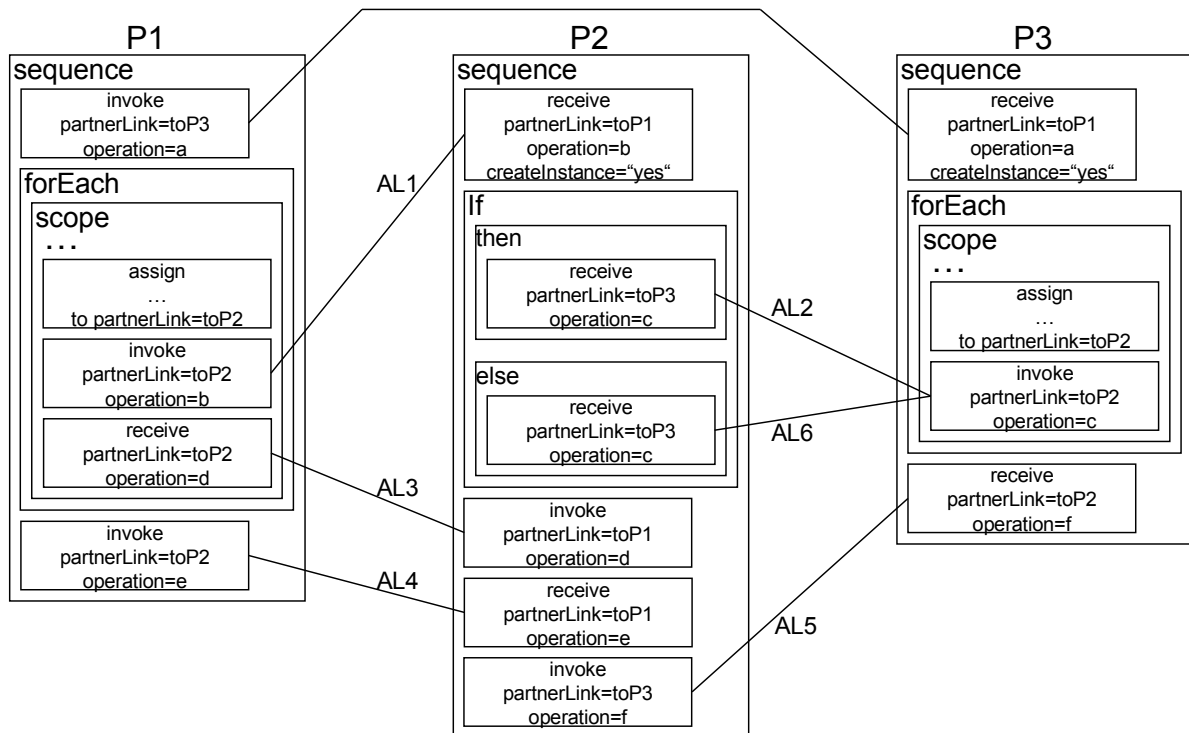 P1
sequence
invoke
partnerLink=toP3
operation=a
forEach
scope
...
assign
...
to partnerLink=toP2
invoke
partnerLink=toP2
operation=b
receive
partnerLink=toP2
operation=d
invoke
partnerLink=toP2
operation=e
AL1
AL3
AL4
P2
sequence
receive
partnerLink=toP1
operation=b
createInstance="yes"
If
then
receive
partnerLink=toP3
operation=c
else
receive
partnerLink=toP3
operation=c
invoke
partnerLink=toP1
operation=d
receive
partnerLink=toP1
operation=e
invoke
partnerLink=toP3
operation=f
AL2
AL6
AL5
P3
sequence
receive
partnerLink=toP1
operation=a
createInstance="yes"
forEach
scope
...
assign
...
to partnerLink=toP2
invoke
partnerLink=toP2
operation=c
receive
partnerLink=toP2
operation=f